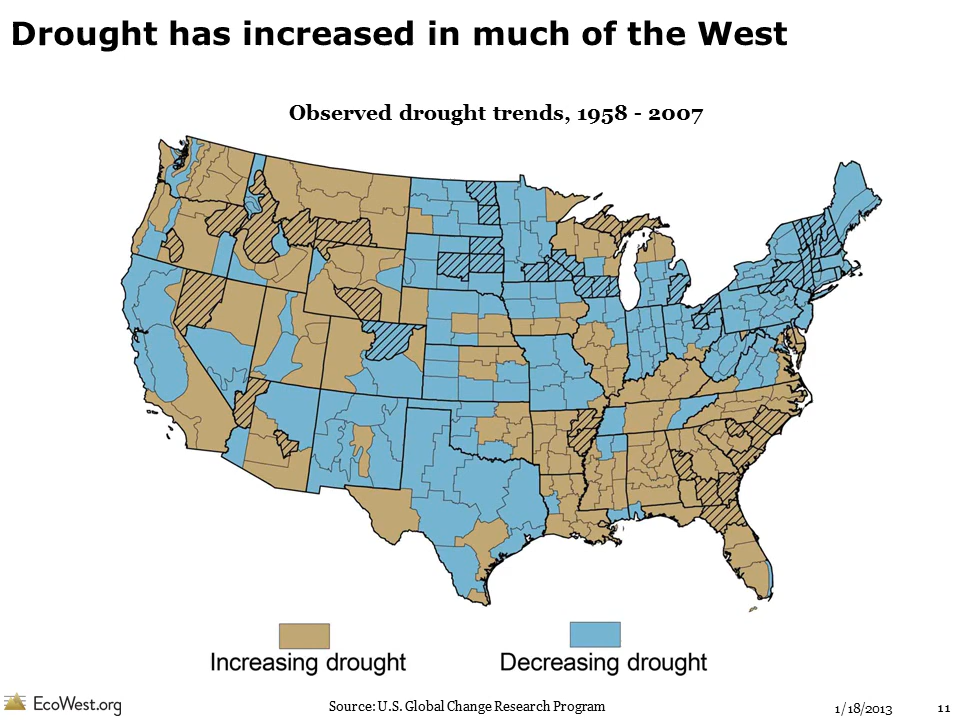 Drought has increased in much of the West
Observed drought trends, 1958 - 2007
Increasing drought
Decreasing drought
EcoWest.org
Source: U.S. Global Change Research Program
1/18/2013
11